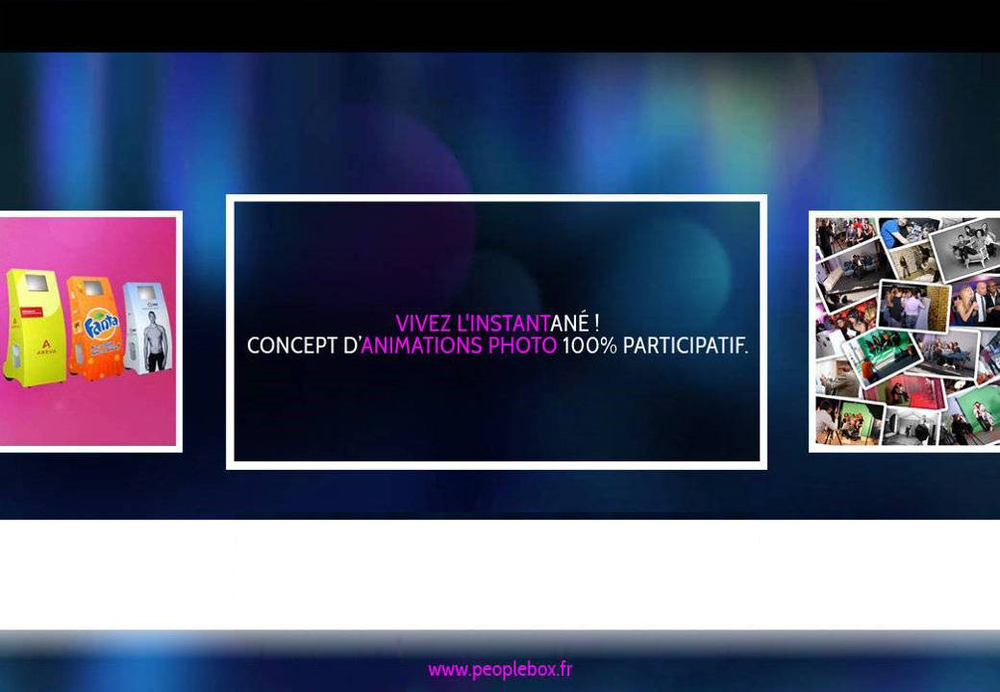 VIVEZ L'INSTANTANÉ !
CONCEPT D'ANIMATIONS PHOTO 100% PARTICIPATIF.
AREVA
Fanta
www.peoplebox.fr